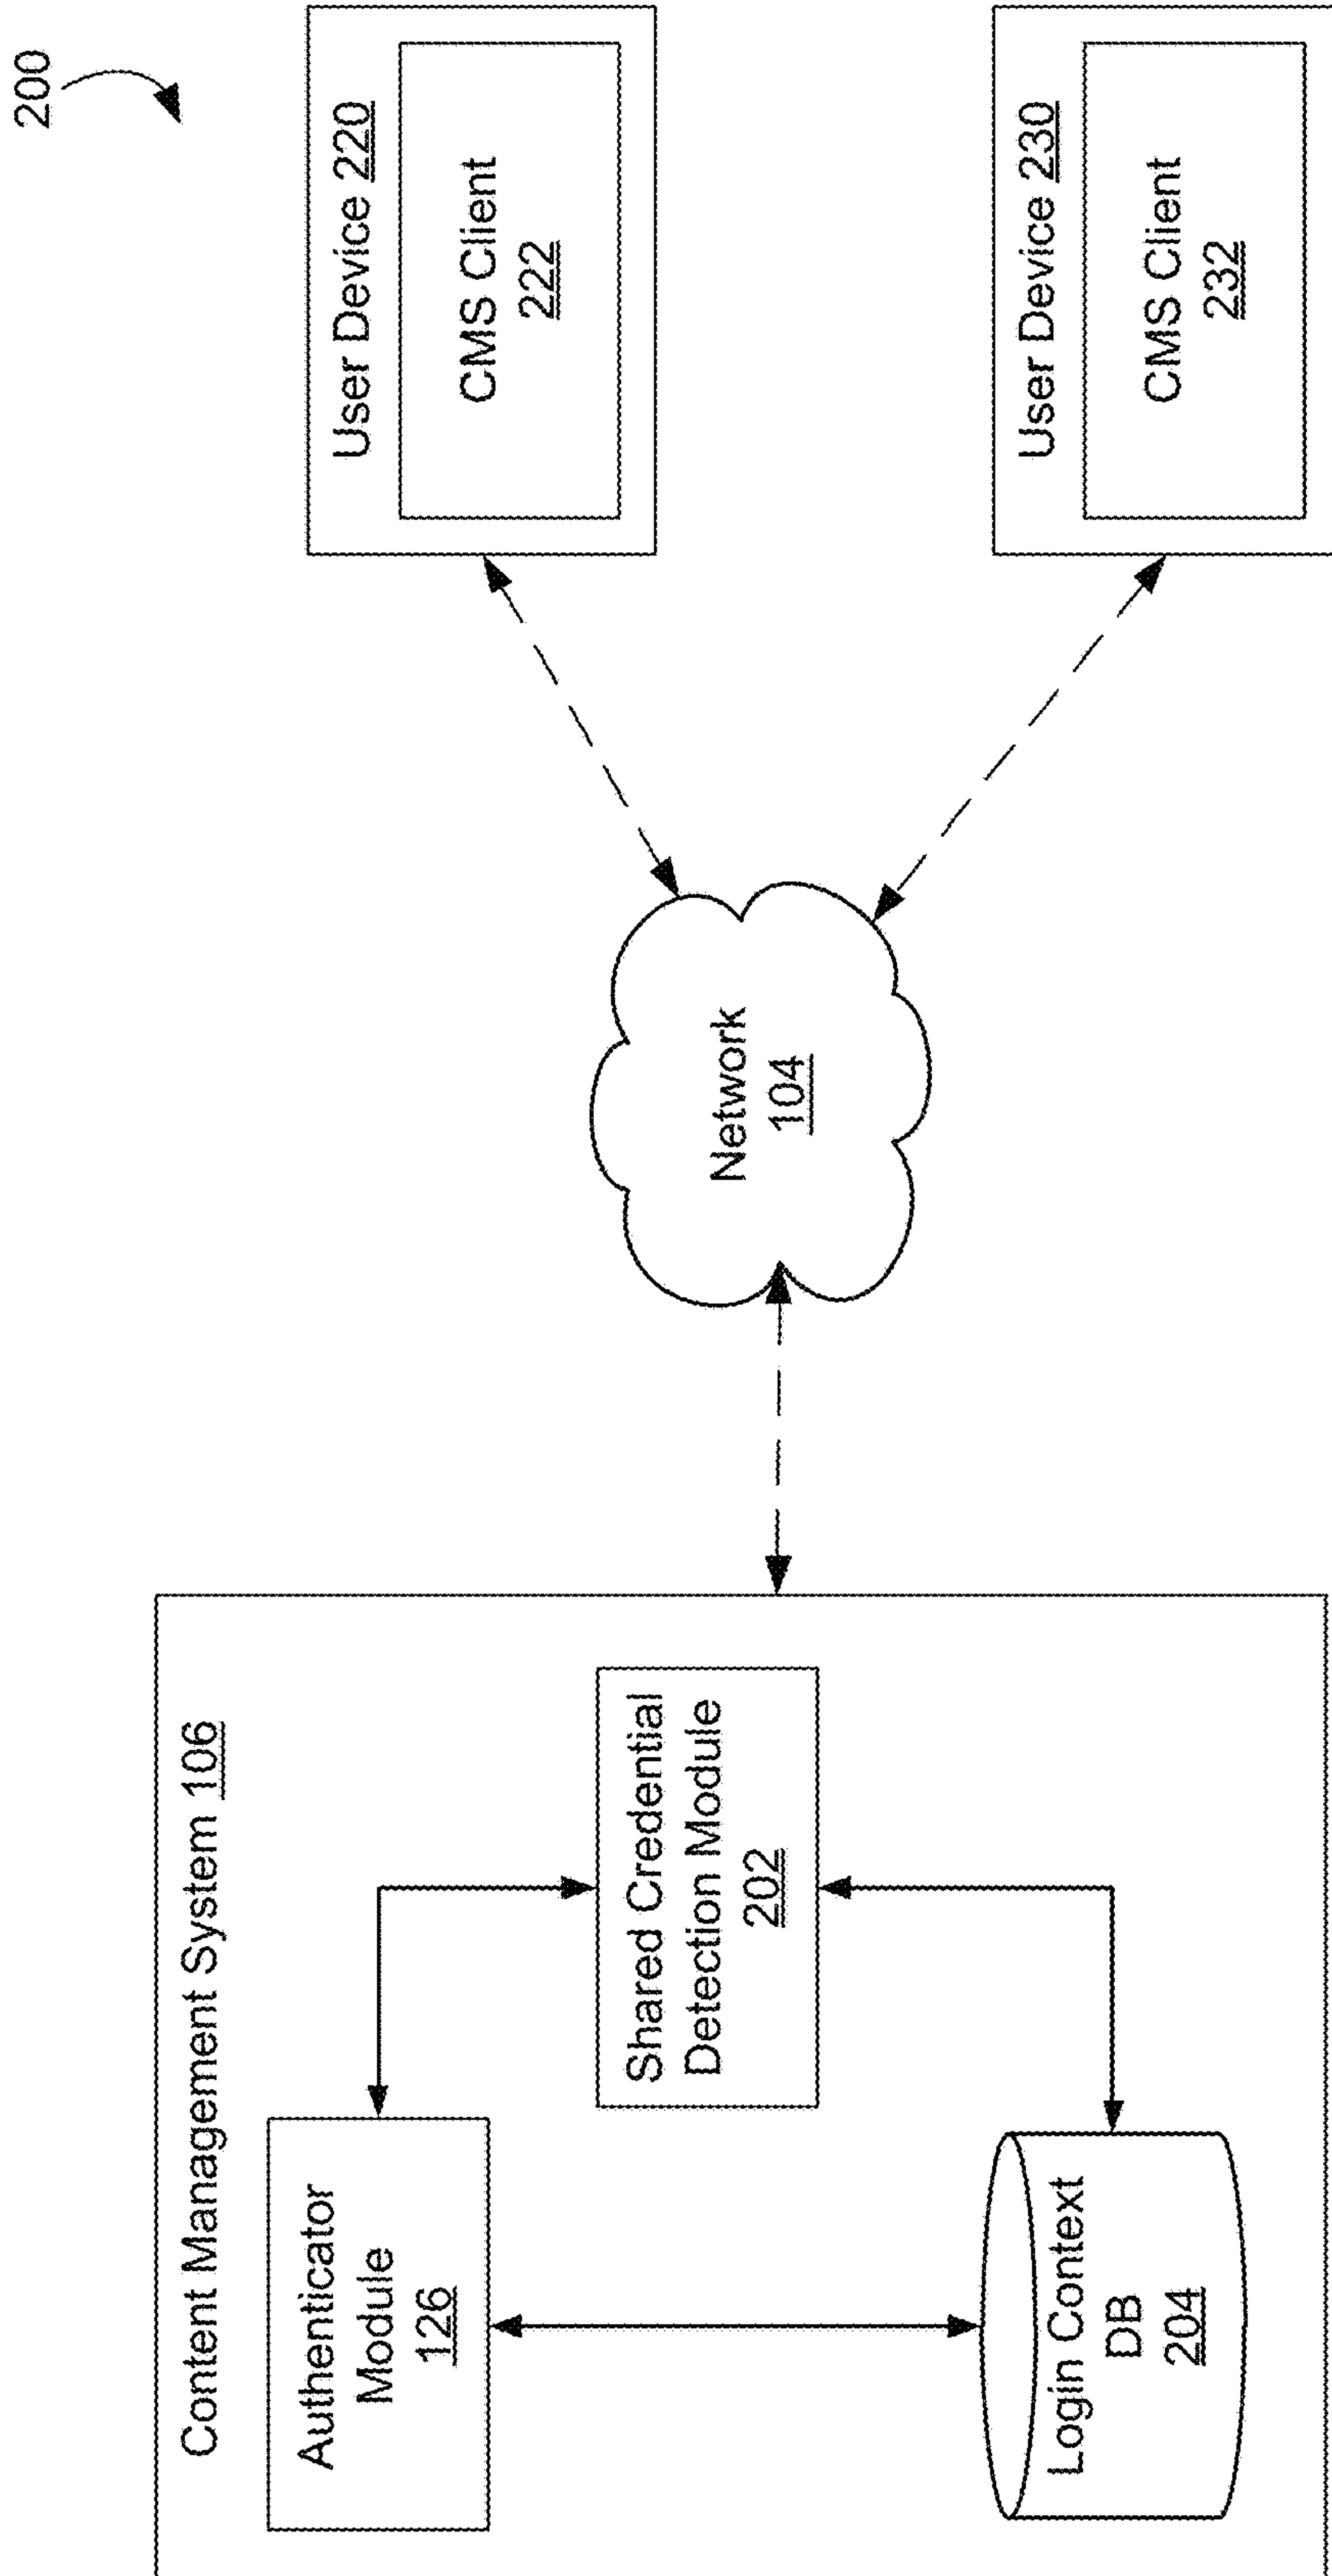 200
Content Management System 106
Authenticator
Module
126
Shared Credential
Detection Module
202
Login Context
DB
204
Network
104
User Device 220
CMS Client
222
User Device 230
CMS Client
232